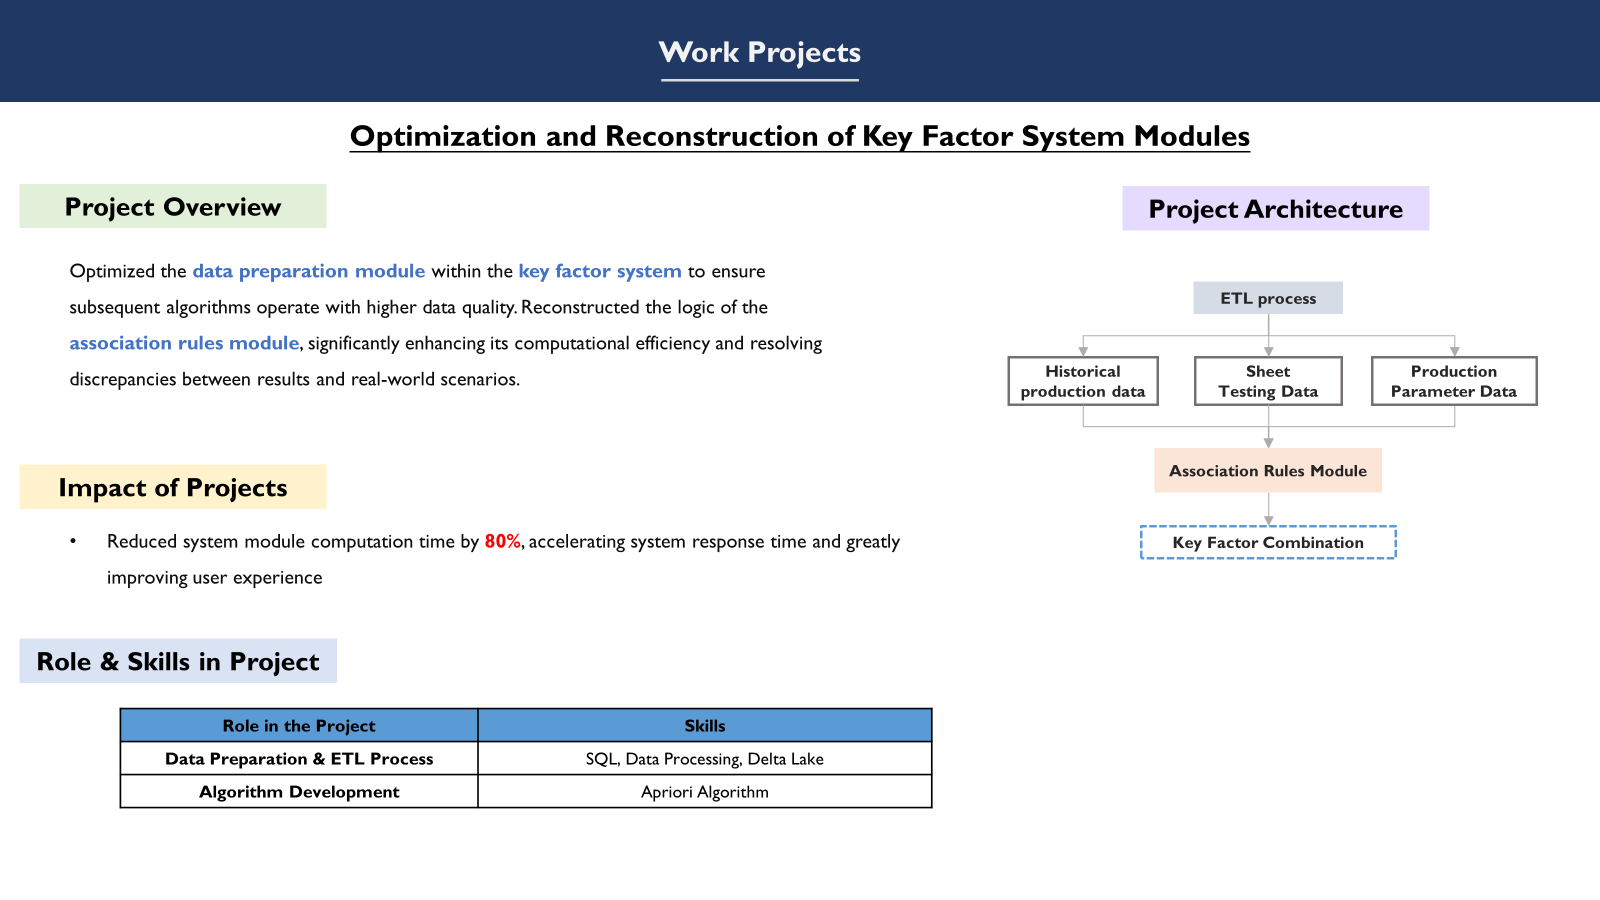 Work Projects
Optimization and Reconstruction of Key Factor System Modules
Project Overview
Optimized the data preparation module within the key factor system to ensure
subsequent algorithms operate with higher data quality. Reconstructed the logic of the
association rules module, significantly enhancing its computational efficiency and resolving
discrepancies between results and real-world scenarios.
Impact of Projects
• Reduced system module computation time by 80%, accelerating system response time and greatly
improving user experience
Role & Skills in Project
Role in the Project Skills
Data Preparation & ETL Process SQL, Data Processing, Delta Lake
Algorithm Development Apriori Algorithm
Project Architecture
ETL process
Historical
production data
Sheet
Testing Data
Production
Parameter Data
Association Rules Module
Key Factor Combination